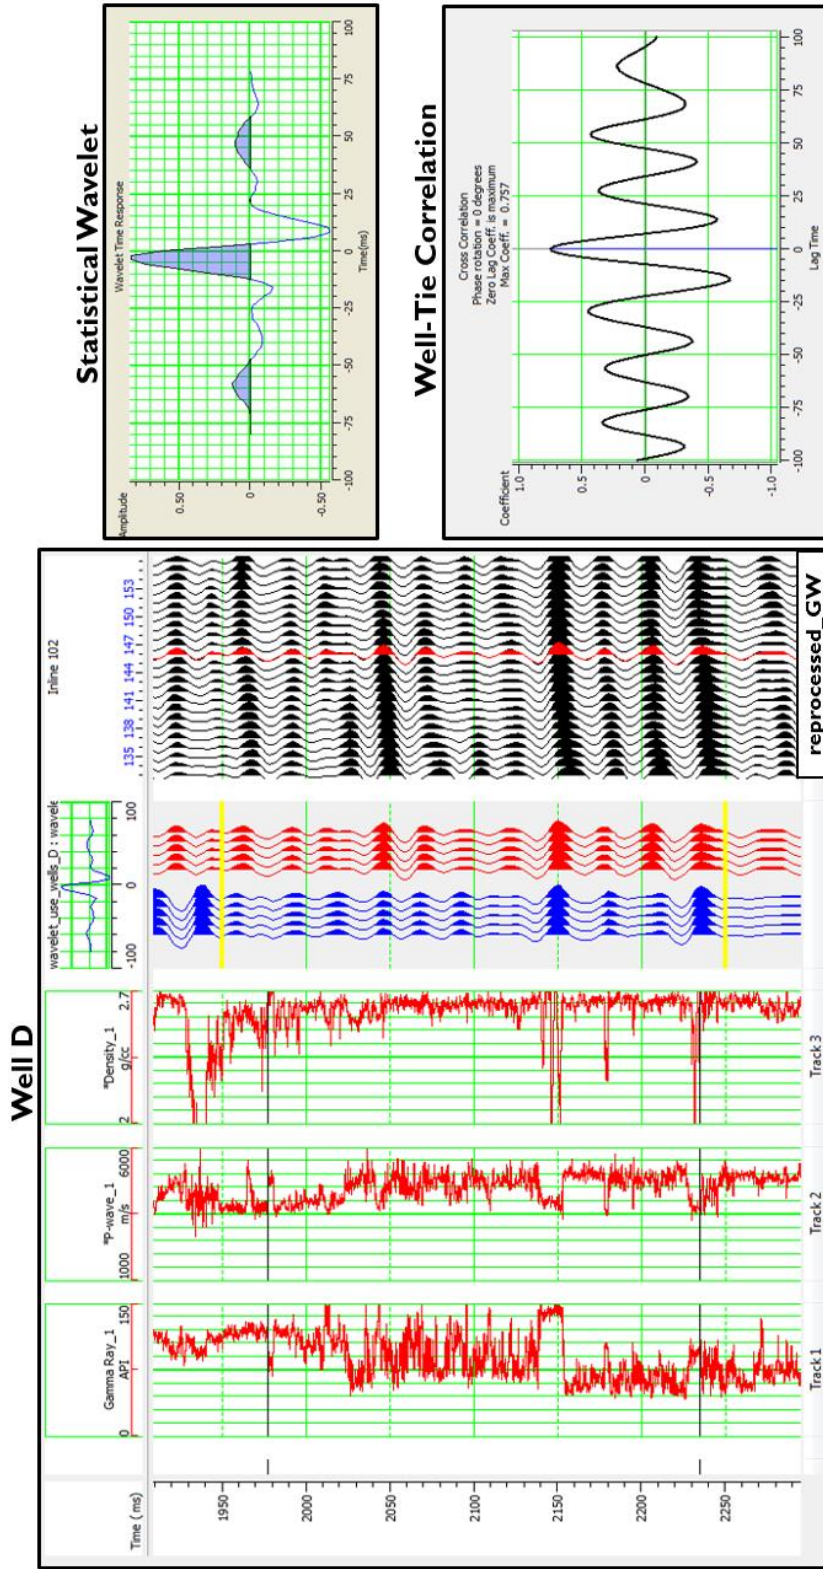 Well D
Time (ms)
1950
2000
2050
2100
2150
2200
2250
Gamma Ray_1
0 API 150
Track 1
*P-wave_1
1000 m/s 6000
Track 2
*Density_1
2 g/cc 2.7
Track 3
wavelet_use_wells_D : wavele
-100 0 100
Inline 102
135 138 141 144 147 150 153
reprocessed_GW
Statistical Wavelet
Wavelet Time Response
Amplitude
0.50
0
-0.50
-100 -75 -50 -25 0 25 50 75 100
Time(ms)
Well-Tie Correlation
Cross Correlation
Phase rotation = 0 degrees
Zero Lag Coeff. is maximum
Max Coeff. = 0.757
Coefficient
1.0
0.5
0
-0.5
-1.0
-100 -75 -50 -25 0 25 50 75 100
Lag Time